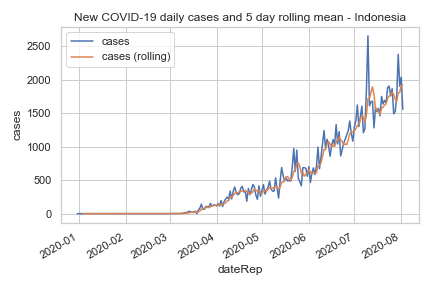 New COVID-19 daily cases and 5 day rolling mean - Indonesia
cases
cases (rolling)
2500
2000
1500
1000
500
0
cases
2020-01
2020-02
2020-03
2020-04
2020-05
2020-06
2020-07
2020-08
dateRep